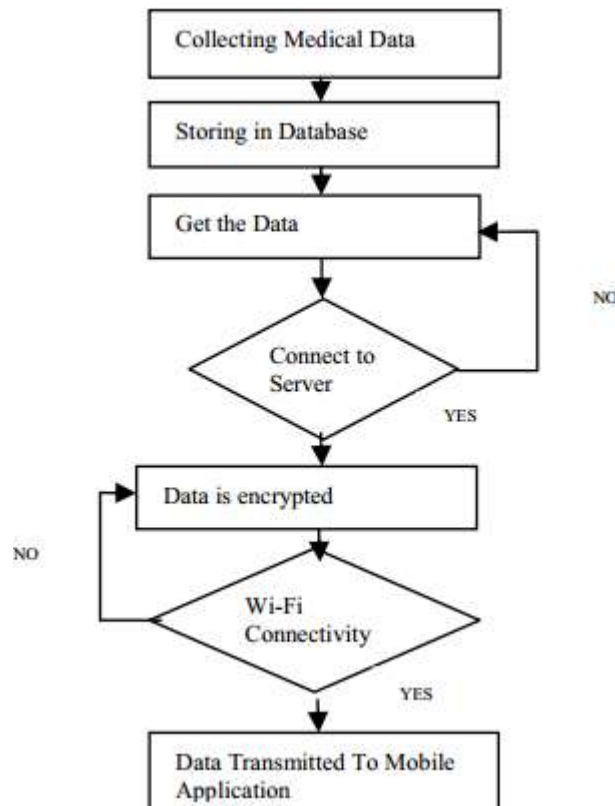 Collecting Medical Data
Storing in Database
Get the Data
NO
Connect to
Server
YES
Data is encrypted
NO
Wi-Fi
Connectivity
YES
Data Transmitted To Mobile
Application